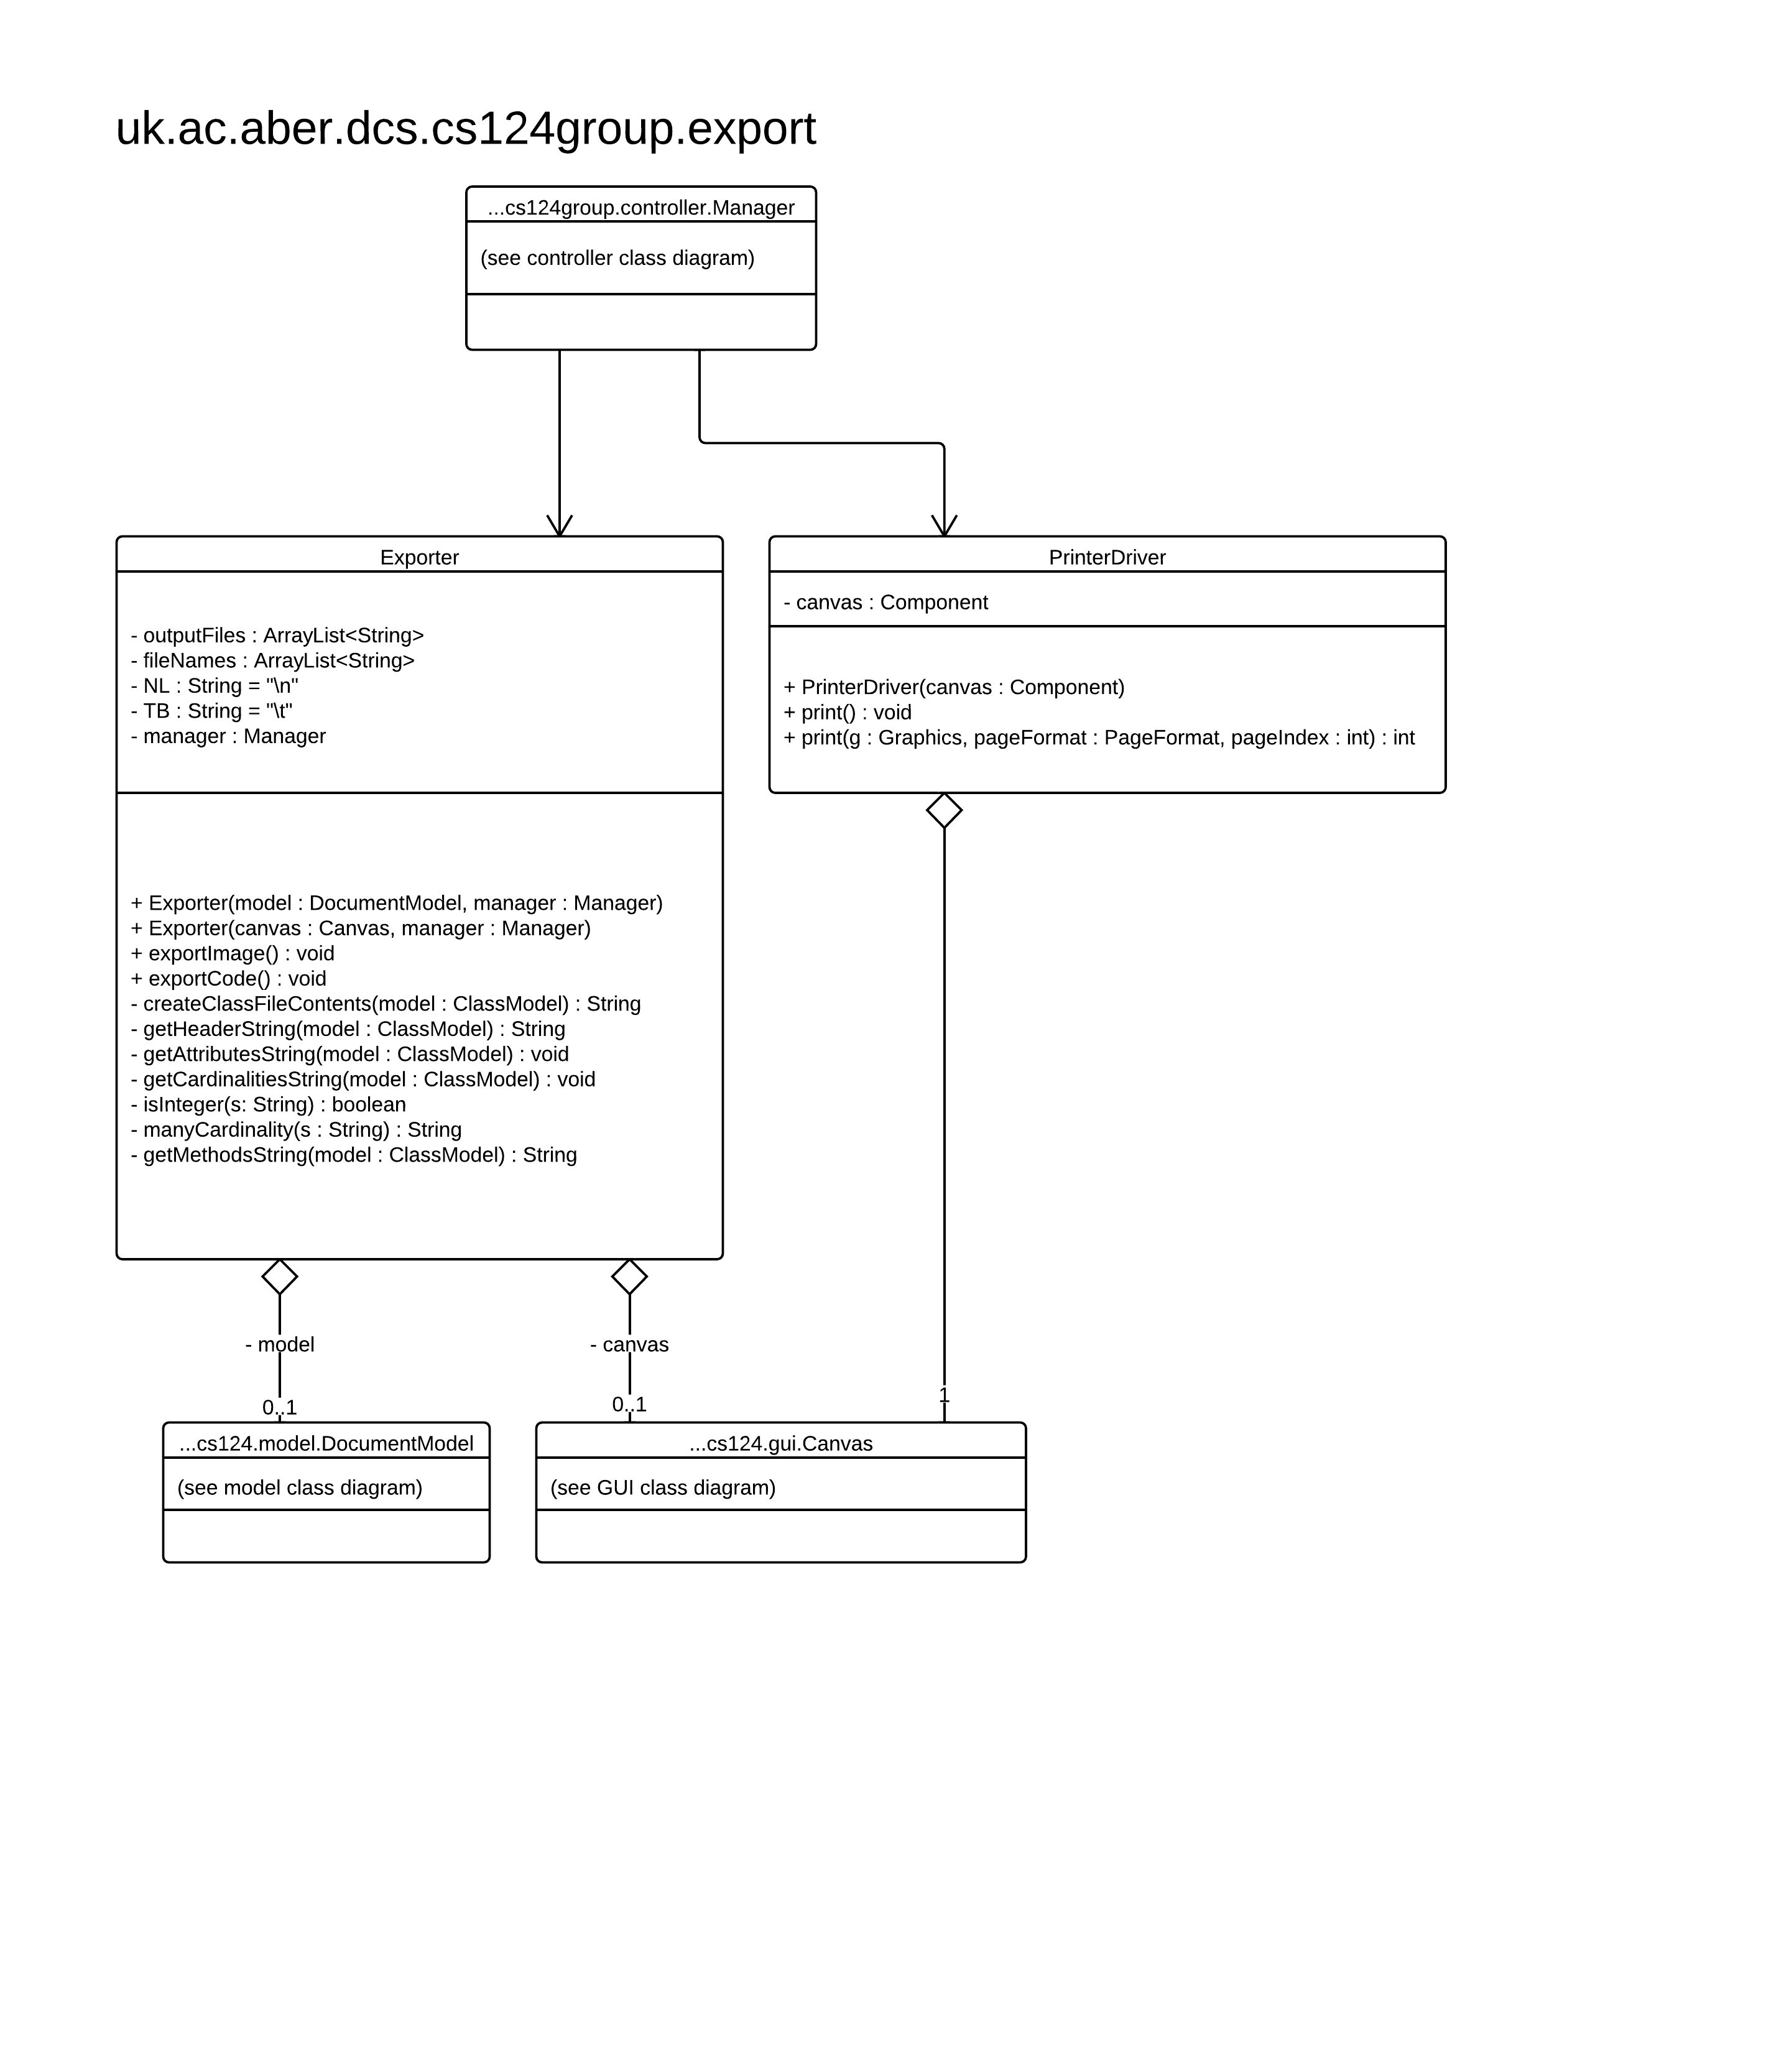 uk.ac.aber.dcs.cs124group.export
...cs124group.controller.Manager
(see controller class diagram)
Exporter
- outputFiles : ArrayList<String>
- fileNames : ArrayList<String>
- NL : String = "\n"
- TB : String = "\t"
- manager : Manager
+ Exporter(model : DocumentModel, manager : Manager)
+ Exporter(canvas : Canvas, manager : Manager)
+ exportImage() : void
+ exportCode() : void
- createClassFileContents(model : ClassModel) : String
- getHeaderString(model : ClassModel) : String
- getAttributesString(model : ClassModel) : void
- getCardinalitiesString(model : ClassModel) : void
- isInteger(s: String) : boolean
- manyCardinality(s : String) : String
- getMethodsString(model : ClassModel) : String
PrinterDriver
- canvas : Component
+ PrinterDriver(canvas : Component)
+ print() : void
+ print(g : Graphics, pageFormat : PageFormat, pageIndex : int) : int
- model
- canvas
0..1
0..1
1
...cs124.model.DocumentModel
(see model class diagram)
...cs124.gui.Canvas
(see GUI class diagram)